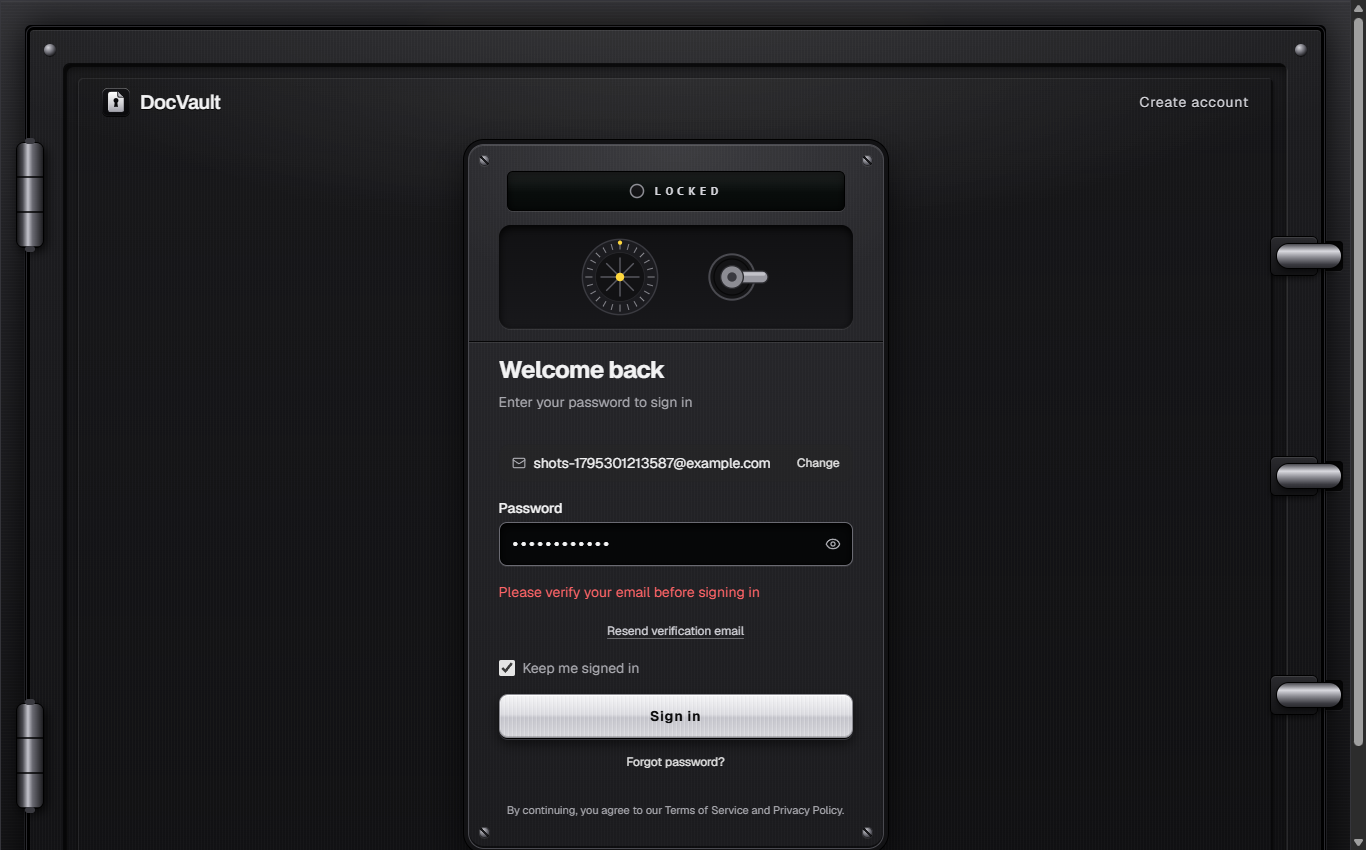 DocVault
Create account
LOCKED
Welcome back
Enter your password to sign in
shots-1795301213587@example.com
Change
Password
Please verify your email before signing in
Resend verification email
Keep me signed in
Sign in
Forgot password?
By continuing, you agree to our Terms of Service and Privacy Policy.